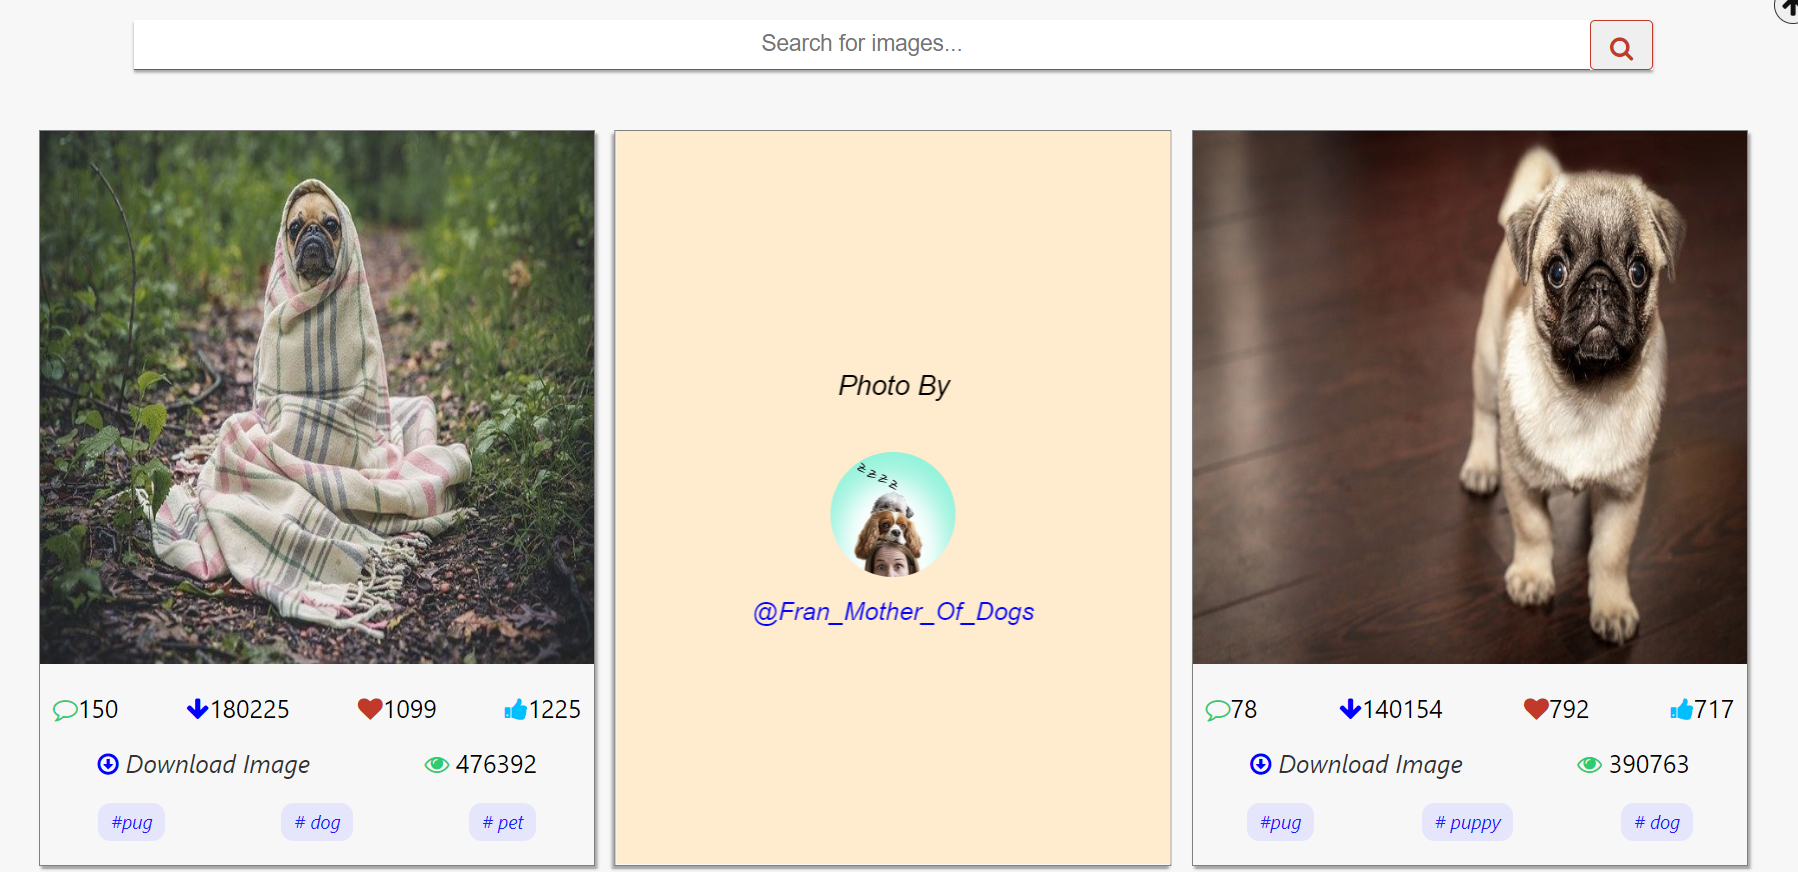 Search for images...
Photo By
zzzz
@Fran_Mother_Of_Dogs
150 180225 1099 1225
Download Image 476392
#pug # dog # pet
78 140154 792 717
Download Image 390763
#pug # puppy # dog